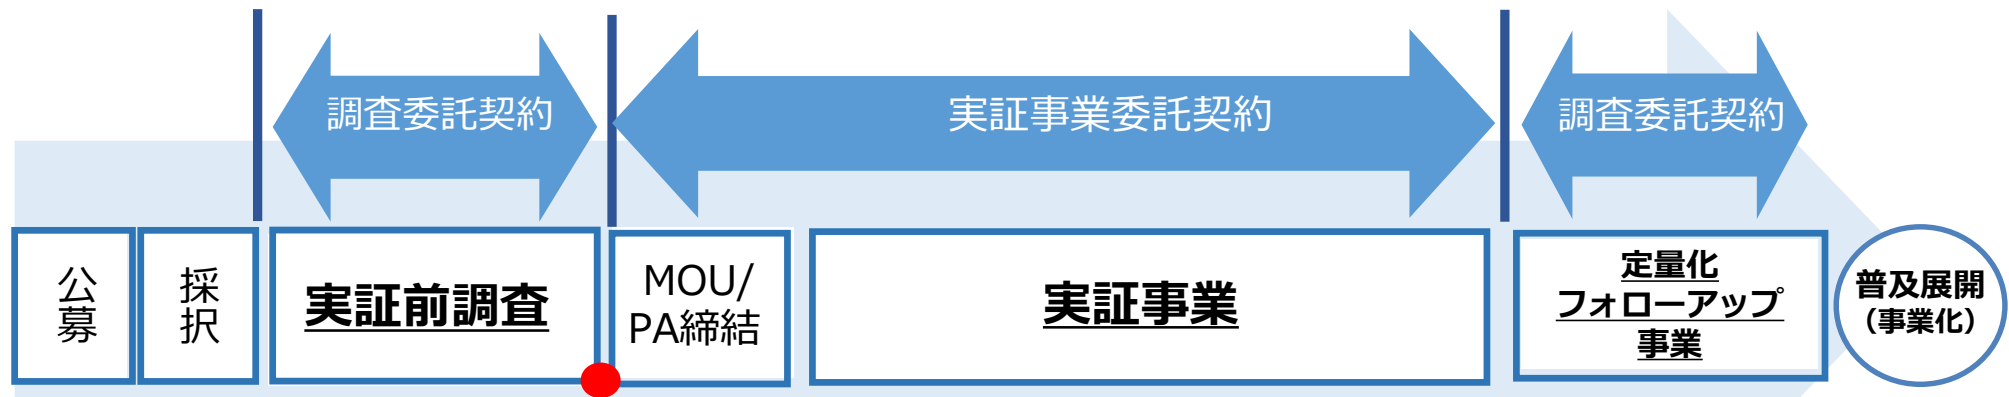 調査委託契約
実証事業委託契約
調査委託契約
公募
採択
実証前調査
MOU/
PA締結
実証事業
定量化
フォローアップ
事業
普及展開
（事業化）